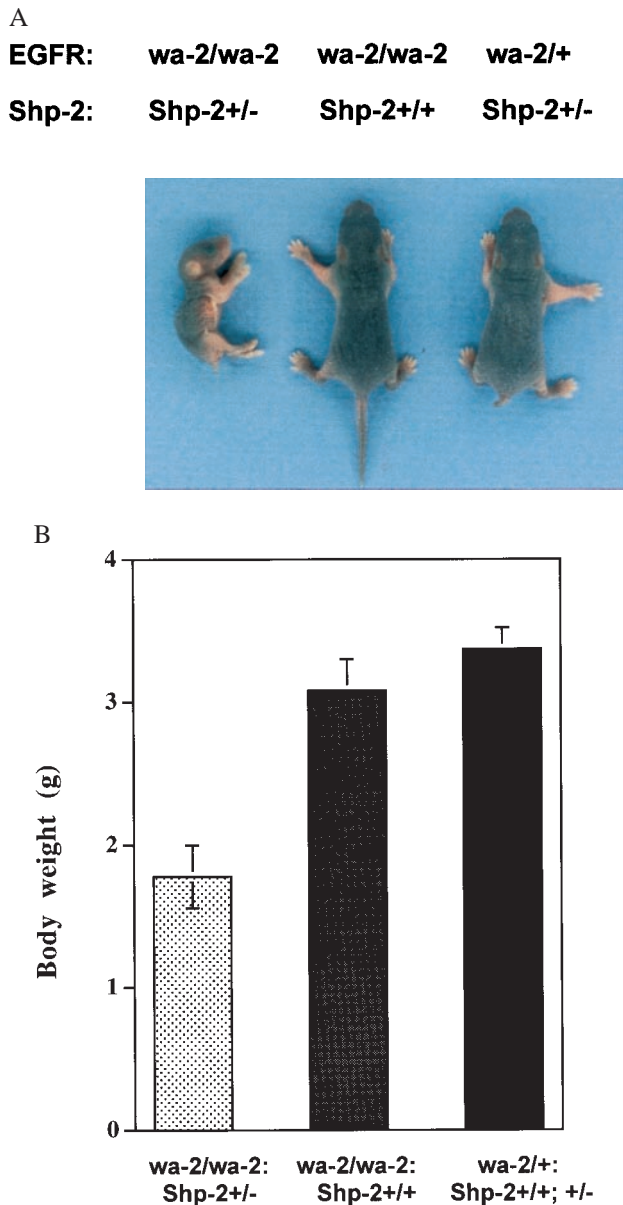 A
EGFR: wa-2/wa-2 wa-2/wa-2 wa-2/+
Shp-2: Shp-2+/- Shp-2+/+ Shp-2+/-
B
4
3
2
1
0
Body weight (g)
wa-2/wa-2: wa-2/wa-2: wa-2/+:
Shp-2+/- Shp-2+/+ Shp-2+/+; +/-